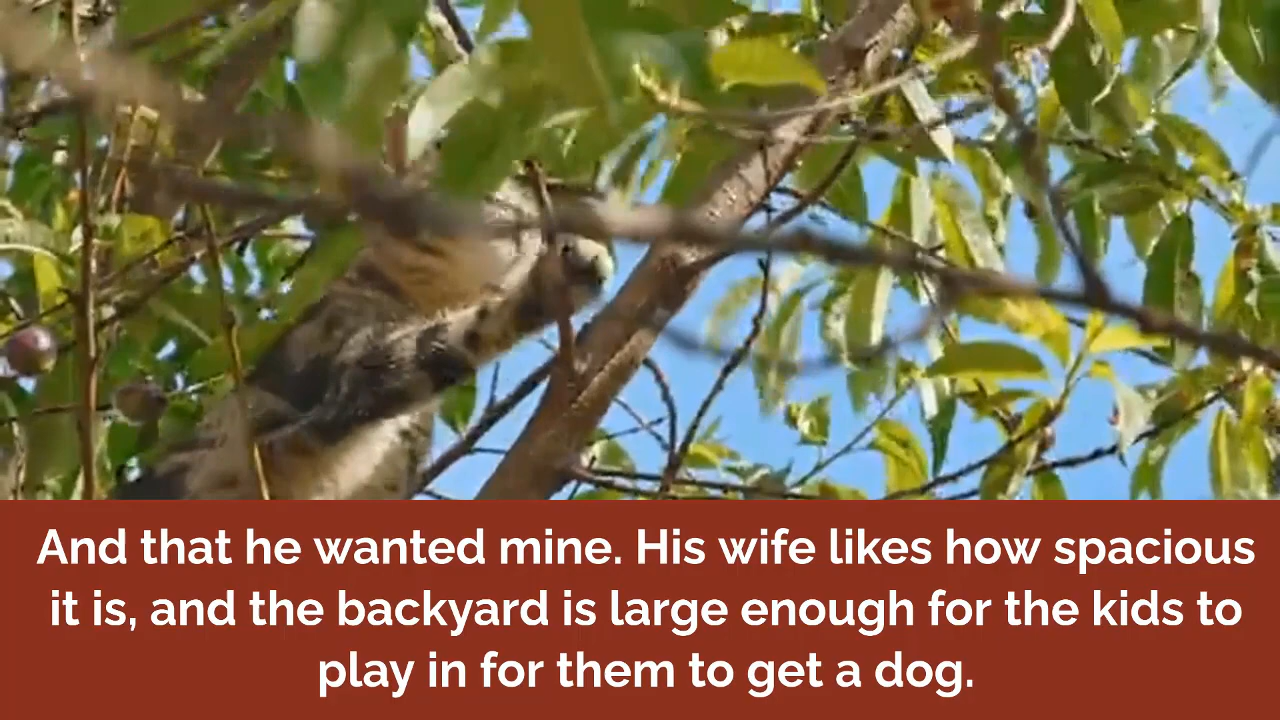 And that he wanted mine. His wife likes how spacious
it is, and the backyard is large enough for the kids to
play in for them to get a dog.